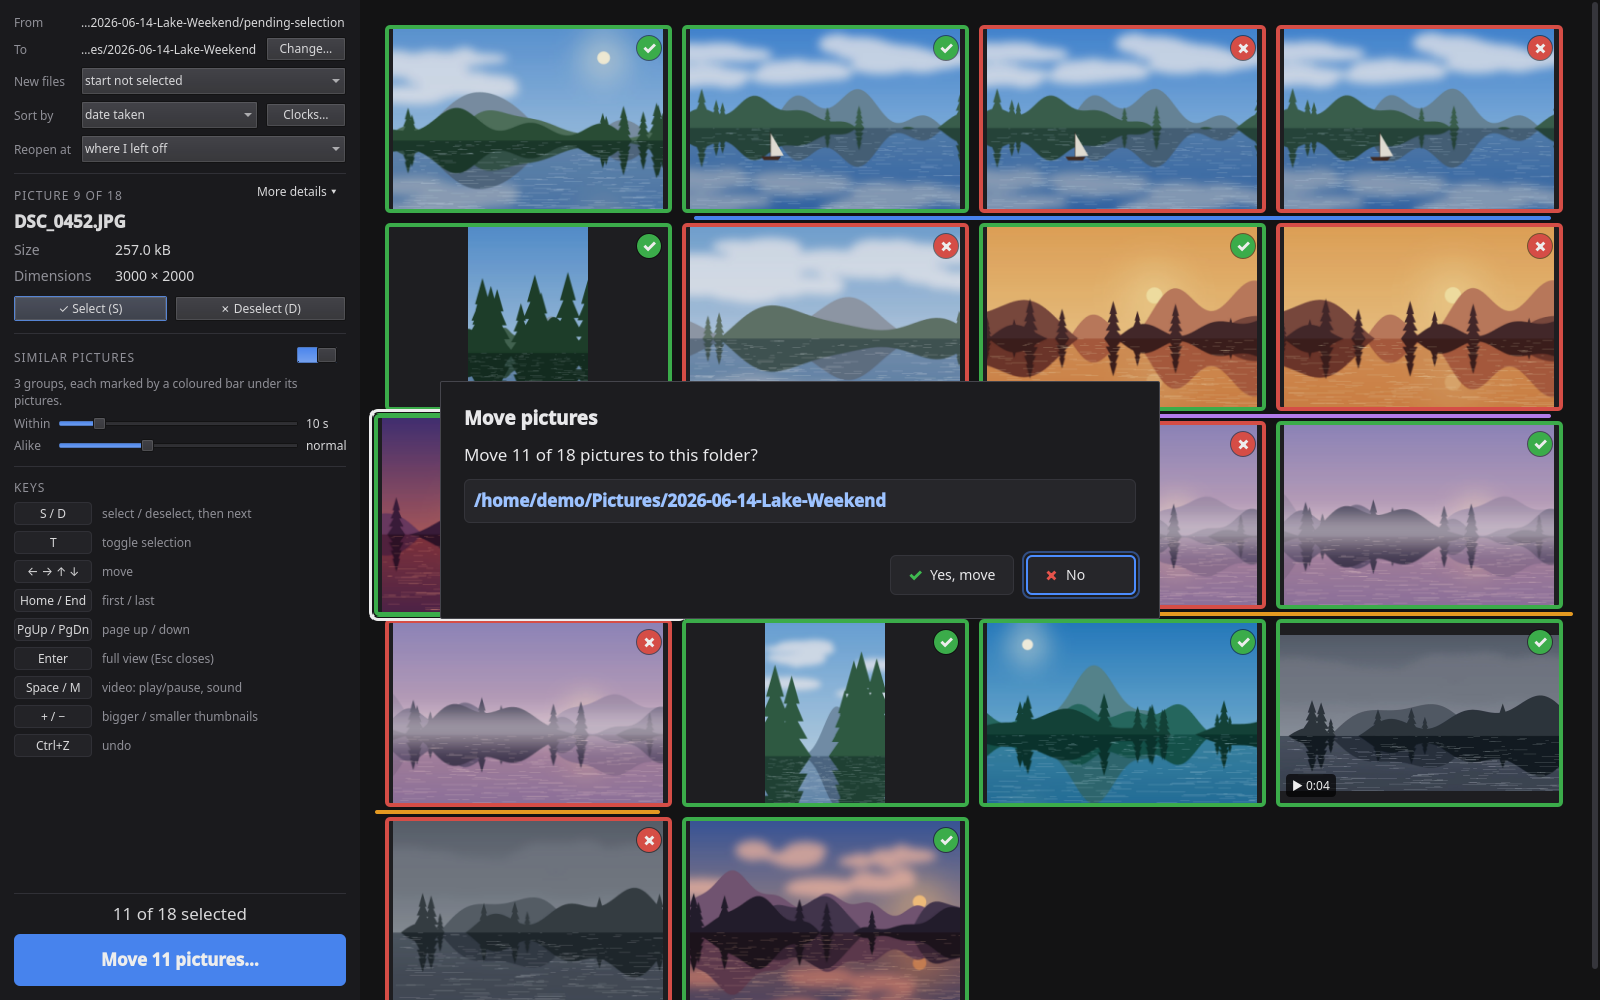 From ...2026-06-14-Lake-Weekend/pending-selection
To ...es/2026-06-14-Lake-Weekend Change...
New files start not selected
Sort by date taken Clocks...
Reopen at where I left off
PICTURE 9 OF 18 More details
DSC_0452.JPG
Size 257.0 kB
Dimensions 3000 × 2000
✓ Select (S) × Deselect (D)
SIMILAR PICTURES
3 groups, each marked by a coloured bar under its
pictures.
Within 10 s
Alike normal
KEYS
S / D select / deselect, then next
T toggle selection
← → ↑ ↓ move
Home / End first / last
PgUp / PgDn page up / down
Enter full view (Esc closes)
Space / M video: play/pause, sound
+ / − bigger / smaller thumbnails
Ctrl+Z undo
11 of 18 selected
Move 11 pictures...
Move pictures
Move 11 of 18 pictures to this folder?
/home/demo/Pictures/2026-06-14-Lake-Weekend
Yes, move No
0:04